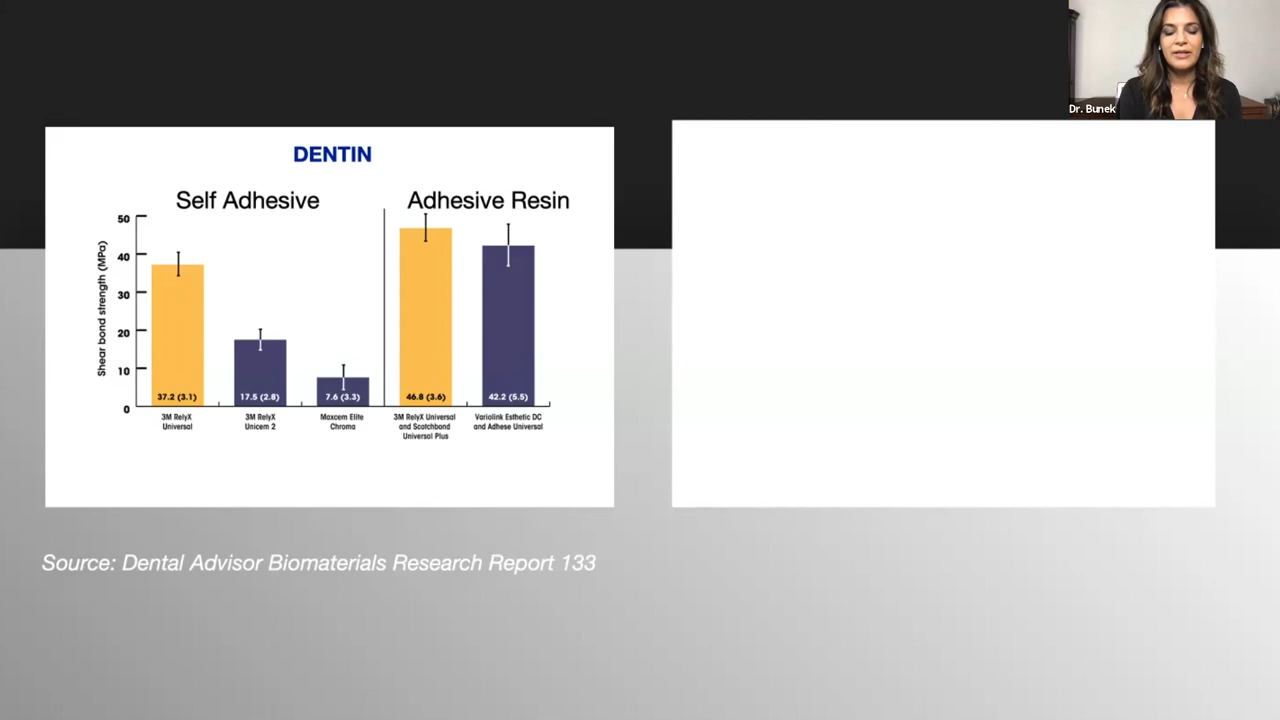 Dr. Bunek
DENTIN
Self Adhesive
Adhesive Resin
Shear bond strength (MPa)
50
40
30
20
10
0
37.2 (3.1)
17.5 (2.8)
7.6 (3.3)
46.8 (3.6)
42.2 (5.5)
3M RelyX
Universal
3M RelyX
Unicem 2
Maxcem Elite
Chroma
3M RelyX Universal
and Scotchbond
Universal Plus
Variolink Esthetic DC
and Adhese Universal
Source: Dental Advisor Biomaterials Research Report 133